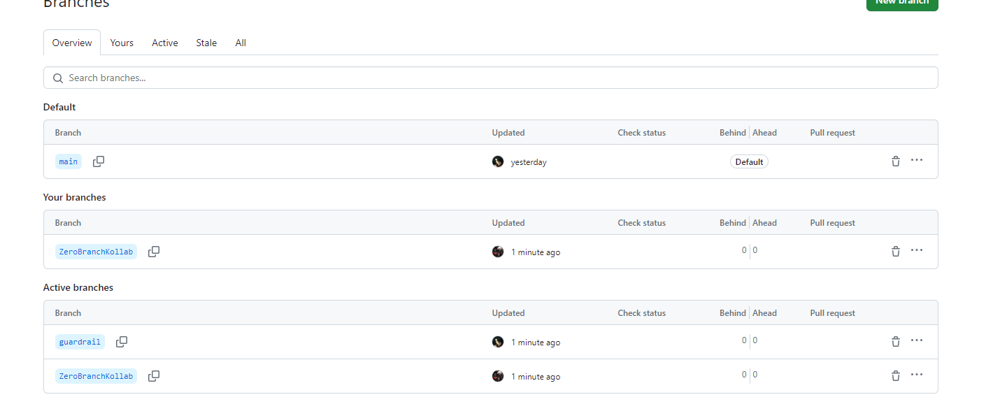 Branches
New branch
Overview Yours Active Stale All
Search branches...
Default
Branch Updated Check status Behind Ahead Pull request
main yesterday Default
Your branches
Branch Updated Check status Behind Ahead Pull request
ZeroBranchKollab 1 minute ago 0 0
Active branches
Branch Updated Check status Behind Ahead Pull request
guardrail 1 minute ago 0 0
ZeroBranchKollab 1 minute ago 0 0